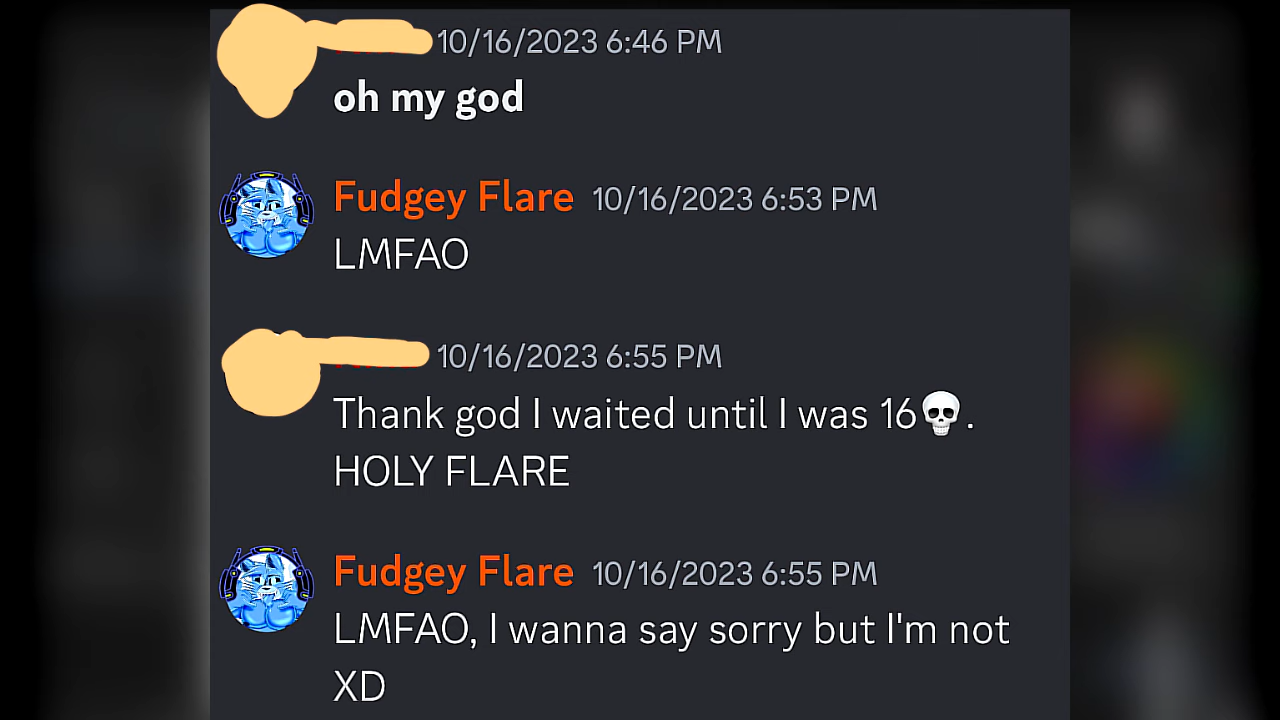 10/16/2023 6:46 PM
oh my god
Fudgey Flare 10/16/2023 6:53 PM
LMFAO
10/16/2023 6:55 PM
Thank god I waited until I was 16💀.
HOLY FLARE
Fudgey Flare 10/16/2023 6:55 PM
LMFAO, I wanna say sorry but I'm not
XD